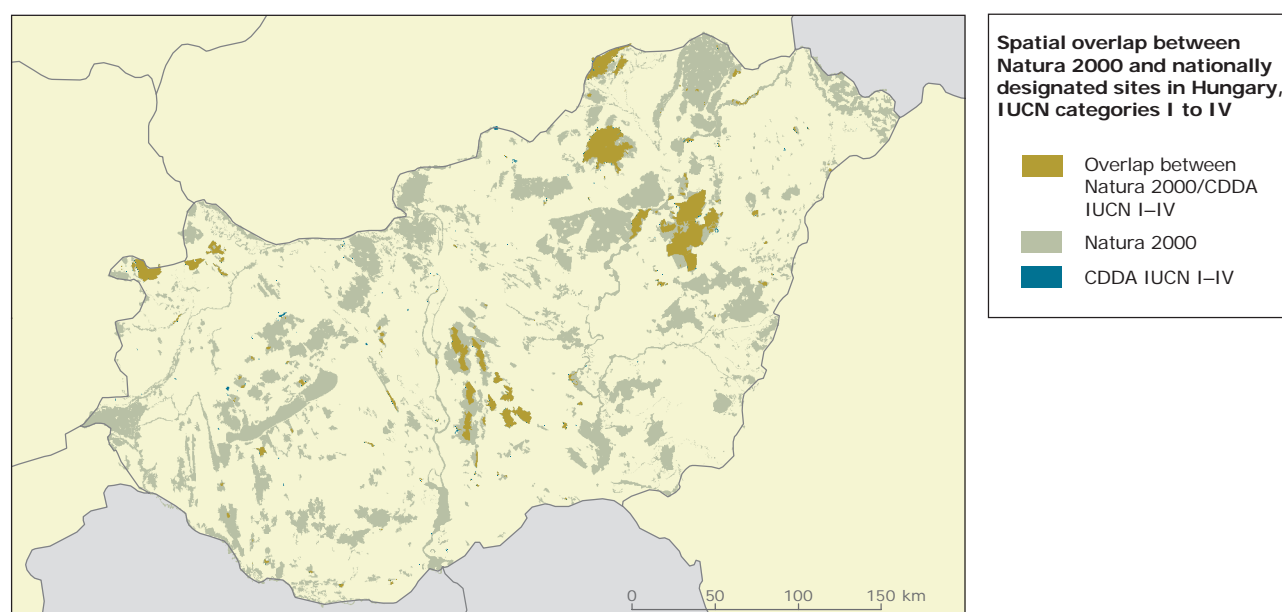 Spatial overlap between
Natura 2000 and nationally
designated sites in Hungary,
IUCN categories I to IV
Overlap between
Natura 2000/CDDA
IUCN I–IV
Natura 2000
CDDA IUCN I–IV
0 50 100 150 km